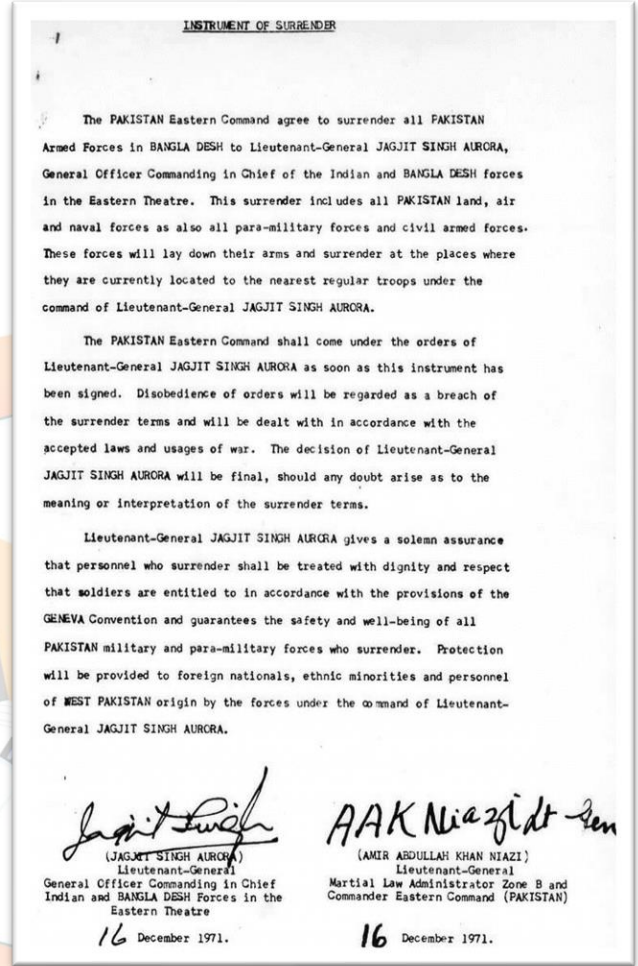 INSTRUMENT OF SURRENDER
The PAKISTAN Eastern Command agree to surrender all PAKISTAN
Armed Forces in BANGLA DESH to Lieutenant-General JAGJIT SINGH AURORA,
General Officer Commanding in Chief of the Indian and BANGLA DESH forces
in the Eastern Theatre. This surrender includes all PAKISTAN land, air
and naval forces as also all para-military forces and civil armed forces.
These forces will lay down their arms and surrender at the places where
they are currently located to the nearest regular troops under the
command of Lieutenant-General JAGJIT SINGH AURORA.
The PAKISTAN Eastern Command shall come under the orders of
Lieutenant-General JAGJIT SINGH AURORA as soon as this instrument has
been signed. Disobedience of orders will be regarded as a breach of
the surrender terms and will be dealt with in accordance with the
accepted laws and usages of war. The decision of Lieutenant-General
JAGJIT SINGH AURORA will be final, should any doubt arise as to the
meaning or interpretation of the surrender terms.
Lieutenant-General JAGJIT SINGH AURORA gives a solemn assurance
that personnel who surrender shall be treated with dignity and respect
that soldiers are entitled to in accordance with the provisions of the
GENEVA Convention and guarantees the safety and well-being of all
PAKISTAN military and para-military forces who surrender. Protection
will be provided to foreign nationals, ethnic minorities and personnel
of WEST PAKISTAN origin by the forces under the command of Lieutenant-
General JAGJIT SINGH AURORA.
Jagjit Singh
(JAGJIT SINGH AURORA)
Lieutenant-General
General Officer Commanding in Chief
Indian and BANGLA DESH Forces in the
Eastern Theatre
16 December 1971.
AAK Niazi Lt Gen
(AMIR ABDULLAH KHAN NIAZI)
Lieutenant-General
Martial Law Administrator Zone B and
Commander Eastern Command (PAKISTAN)
16 December 1971.